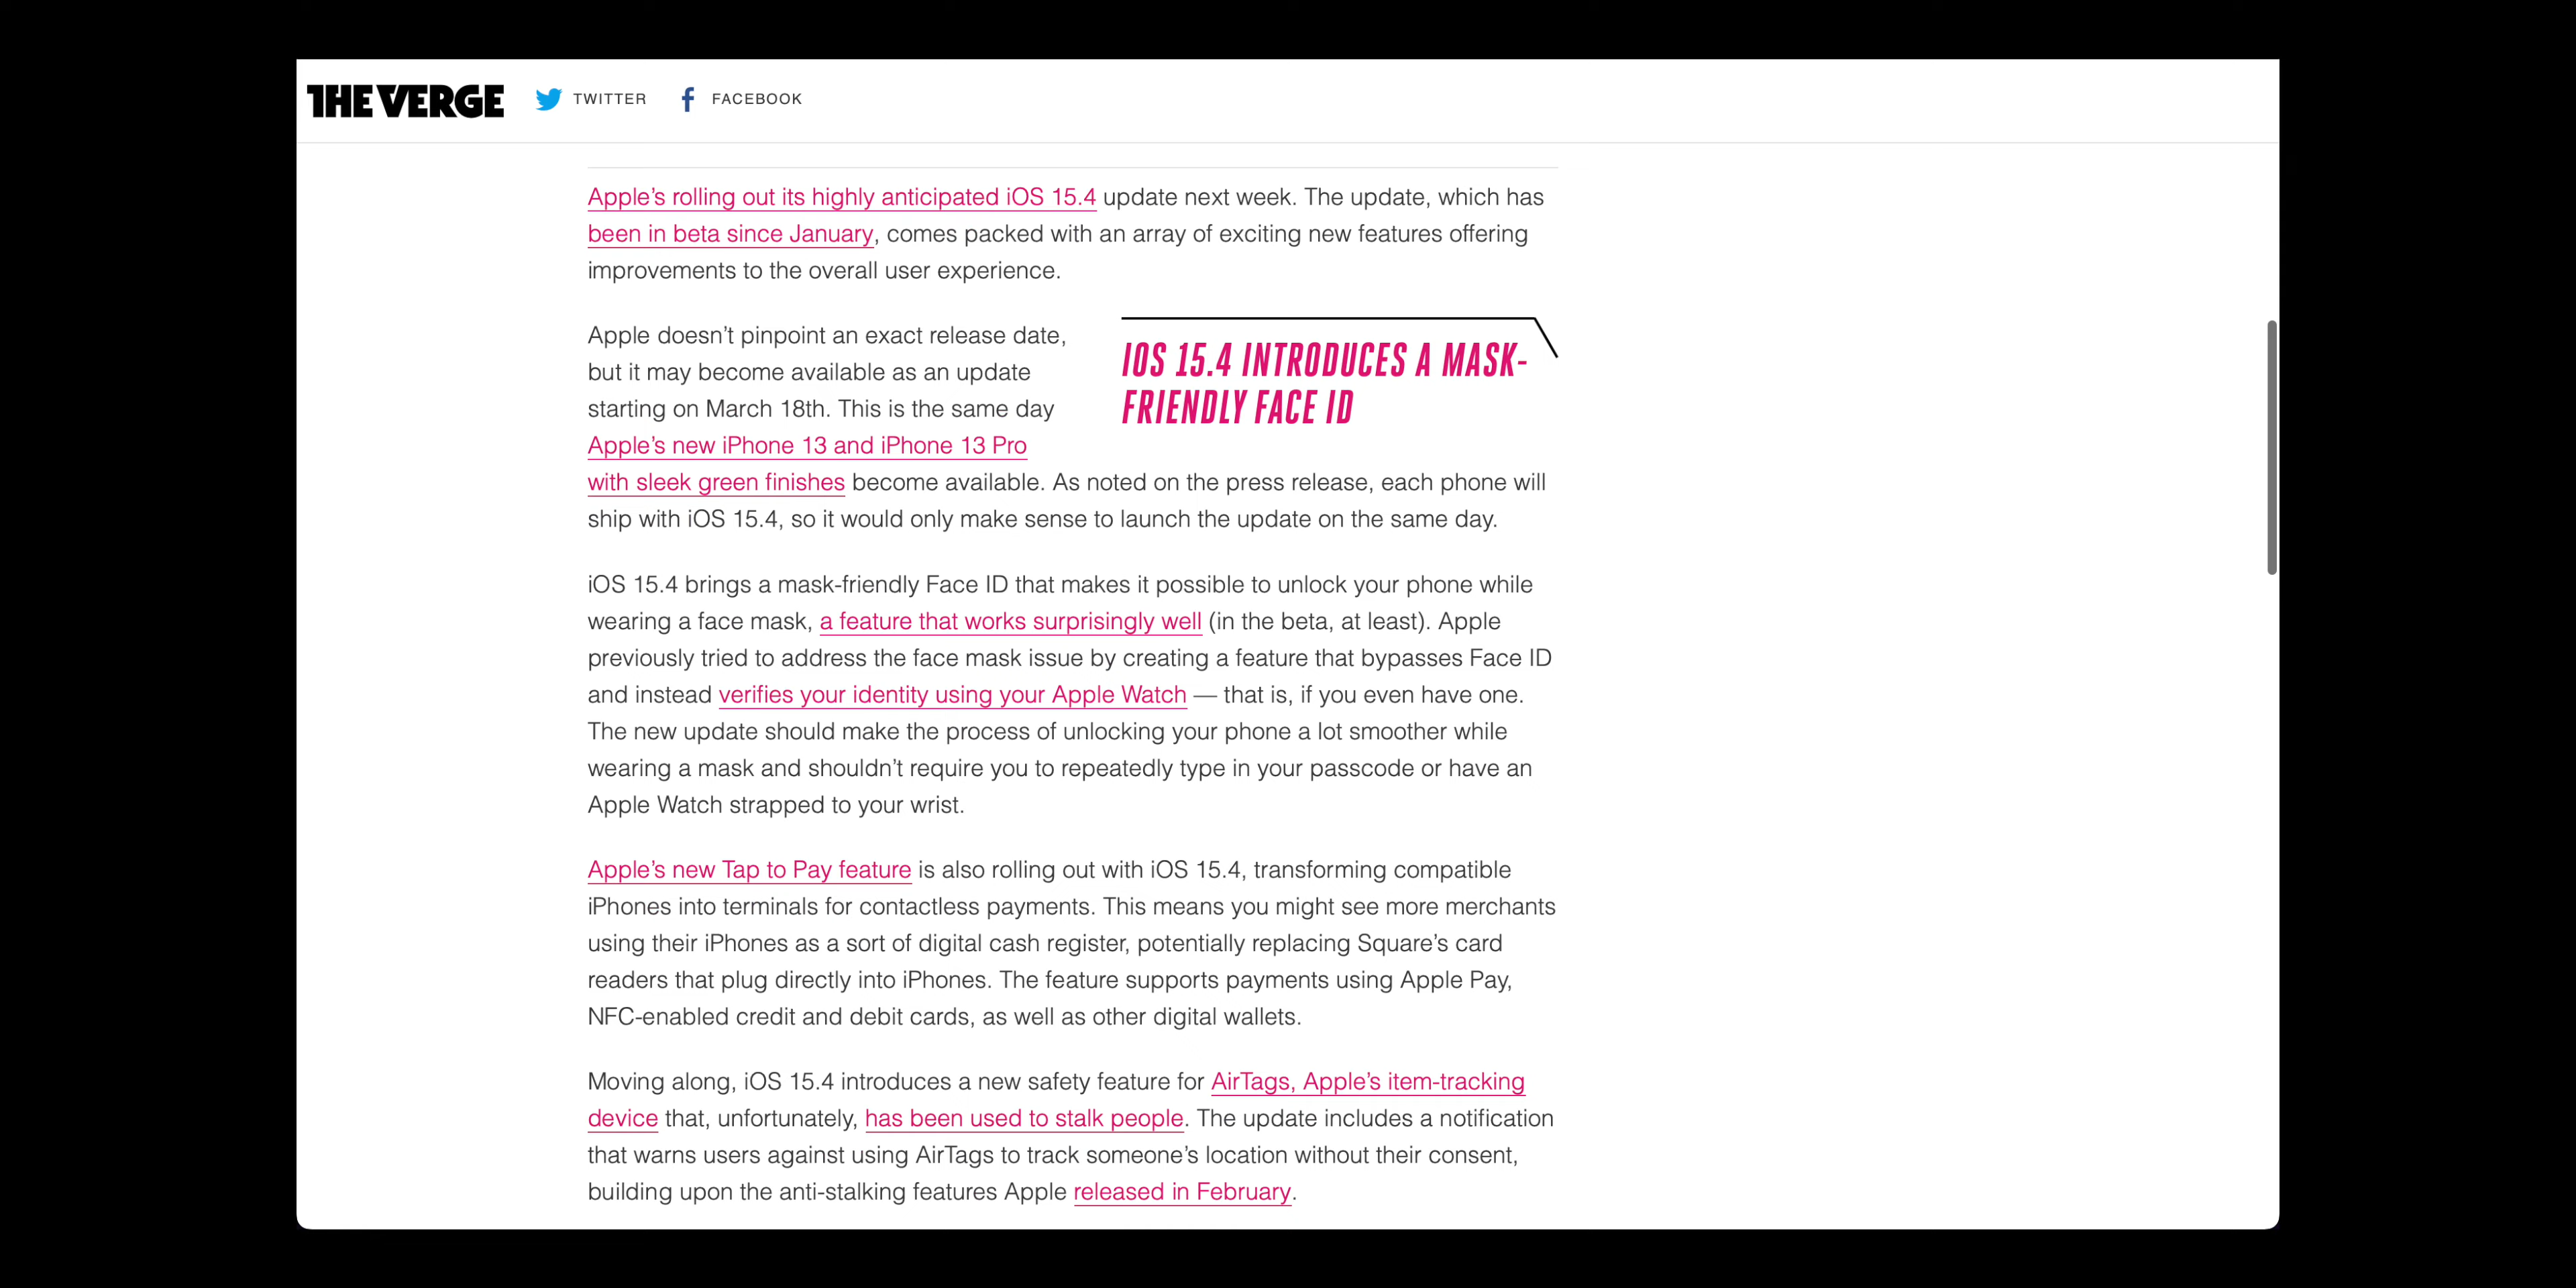 THE VERGE
TWITTER
FACEBOOK
Apple’s rolling out its highly anticipated iOS 15.4 update next week. The update, which has
been in beta since January, comes packed with an array of exciting new features offering
improvements to the overall user experience.
Apple doesn’t pinpoint an exact release date,
but it may become available as an update
starting on March 18th. This is the same day
Apple’s new iPhone 13 and iPhone 13 Pro
with sleek green finishes become available. As noted on the press release, each phone will
ship with iOS 15.4, so it would only make sense to launch the update on the same day.
IOS 15.4 INTRODUCES A MASK-
FRIENDLY FACE ID
iOS 15.4 brings a mask-friendly Face ID that makes it possible to unlock your phone while
wearing a face mask, a feature that works surprisingly well (in the beta, at least). Apple
previously tried to address the face mask issue by creating a feature that bypasses Face ID
and instead verifies your identity using your Apple Watch — that is, if you even have one.
The new update should make the process of unlocking your phone a lot smoother while
wearing a mask and shouldn’t require you to repeatedly type in your passcode or have an
Apple Watch strapped to your wrist.
Apple’s new Tap to Pay feature is also rolling out with iOS 15.4, transforming compatible
iPhones into terminals for contactless payments. This means you might see more merchants
using their iPhones as a sort of digital cash register, potentially replacing Square’s card
readers that plug directly into iPhones. The feature supports payments using Apple Pay,
NFC-enabled credit and debit cards, as well as other digital wallets.
Moving along, iOS 15.4 introduces a new safety feature for AirTags, Apple’s item-tracking
device that, unfortunately, has been used to stalk people. The update includes a notification
that warns users against using AirTags to track someone’s location without their consent,
building upon the anti-stalking features Apple released in February.